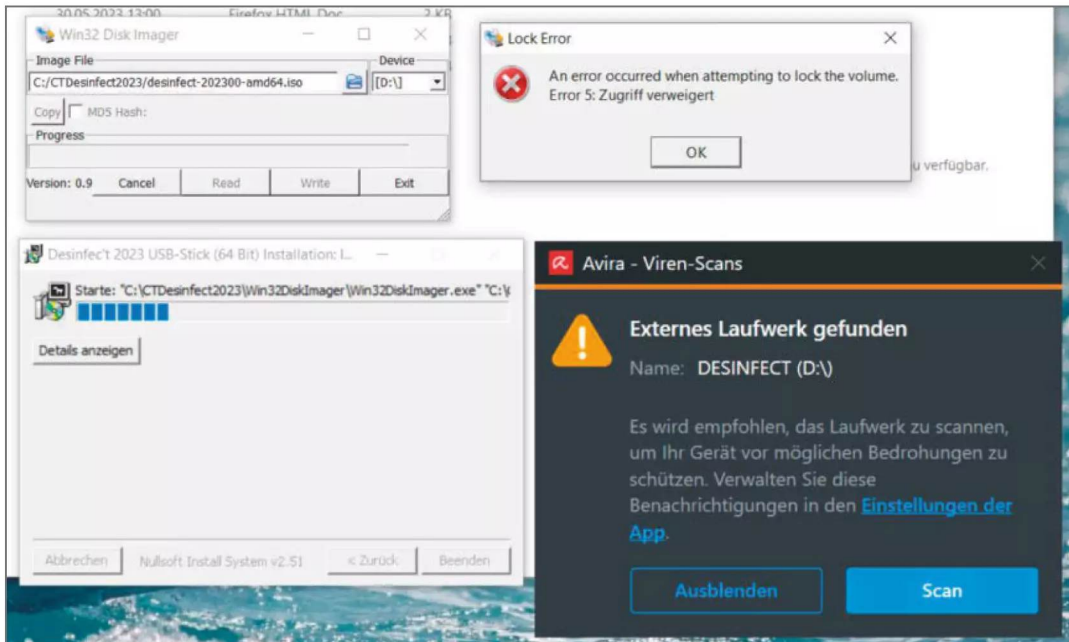 30.05.2023 13:00 Firefox HTML Doc... 2 KB
Win32 Disk Imager
Image File
Device
C:/CTDesinfect2023/desinfect-202300-amd64.iso
[D:\]
Copy
MD5 Hash:
Progress
Version: 0.9
Cancel
Read
Write
Exit
Lock Error
An error occurred when attempting to lock the volume.
Error 5: Zugriff verweigert
OK
u verfügbar.
Desinfec't 2023 USB-Stick (64 Bit) Installation: I...
Starte: "C:\CTDesinfect2023\Win32DiskImager\Win32DiskImager.exe" "C:\
Details anzeigen
Abbrechen
Nullsoft Install System v2.51
< Zurück
Beenden
Avira - Viren-Scans
Externes Laufwerk gefunden
Name: DESINFECT (D:\)
Es wird empfohlen, das Laufwerk zu scannen,
um Ihr Gerät vor möglichen Bedrohungen zu
schützen. Verwalten Sie diese
Benachrichtigungen in den Einstellungen der
App.
Ausblenden
Scan